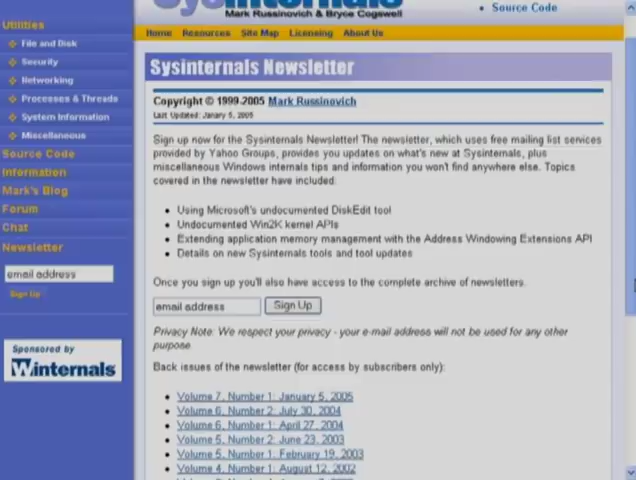 Sysinternals
Mark Russinovich & Bryce Cogswell
Source Code
Home Resources Site Map Licensing About Us
Utilities
File and Disk
Security
Networking
Processes & Threads
System Information
Miscellaneous
Source Code
Information
Mark's Blog
Forum
Chat
Newsletter
email address
Sign Up
Sponsored by
Winternals
Sysinternals Newsletter
Copyright © 1999-2005 Mark Russinovich
Last Updated: January 5, 2005
Sign up now for the Sysinternals Newsletter! The newsletter, which uses free mailing list services
provided by Yahoo Groups, provides you updates on what's new at Sysinternals, plus
miscellaneous Windows internals tips and information you won't find anywhere else. Topics
covered in the newsletter have included:
Using Microsoft's undocumented DiskEdit tool
Undocumented Win2K kernel APIs
Extending application memory management with the Address Windowing Extensions API
Details on new Sysinternals tools and tool updates
Once you sign up you'll also have access to the complete archive of newsletters.
email address Sign Up
Privacy Note: We respect your privacy - your e-mail address will not be used for any other
purpose.
Back issues of the newsletter (for access by subscribers only):
Volume 7, Number 1: January 5, 2005
Volume 6, Number 2: July 30, 2004
Volume 6, Number 1: April 27, 2004
Volume 5, Number 2: June 23, 2003
Volume 5, Number 1: February 19, 2003
Volume 4, Number 1: August 12, 2002